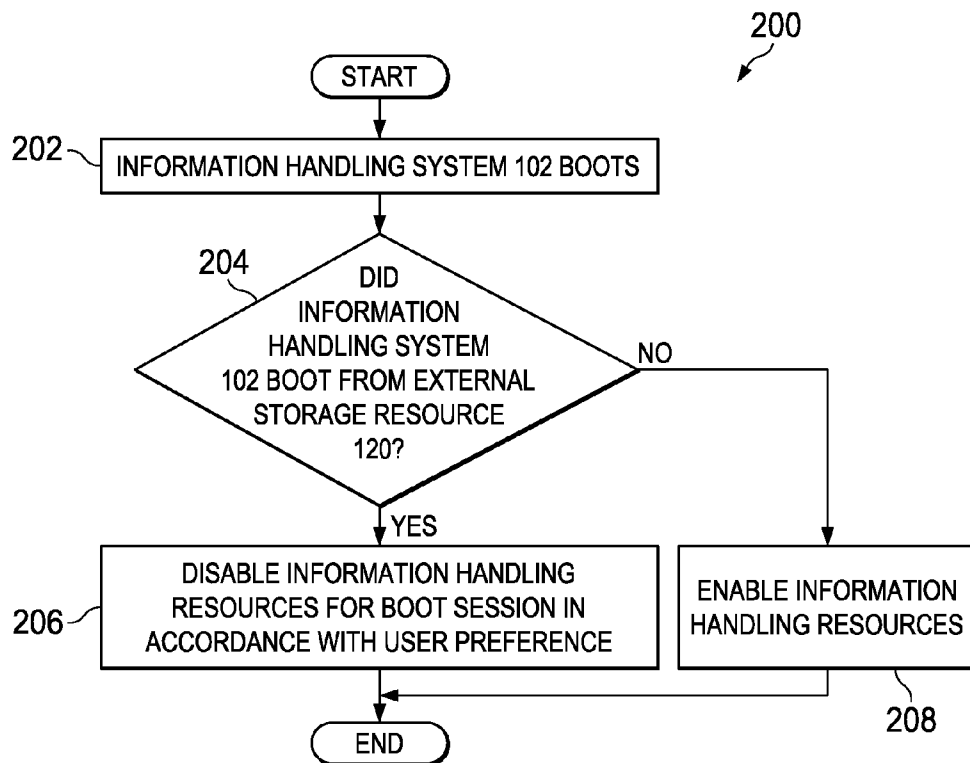 200
START
202
INFORMATION HANDLING SYSTEM 102 BOOTS
204
DID
INFORMATION
HANDLING SYSTEM
102 BOOT FROM EXTERNAL
STORAGE RESOURCE
120?
NO
YES
206
DISABLE INFORMATION HANDLING
RESOURCES FOR BOOT SESSION IN
ACCORDANCE WITH USER PREFERENCE
ENABLE INFORMATION
HANDLING RESOURCES
208
END